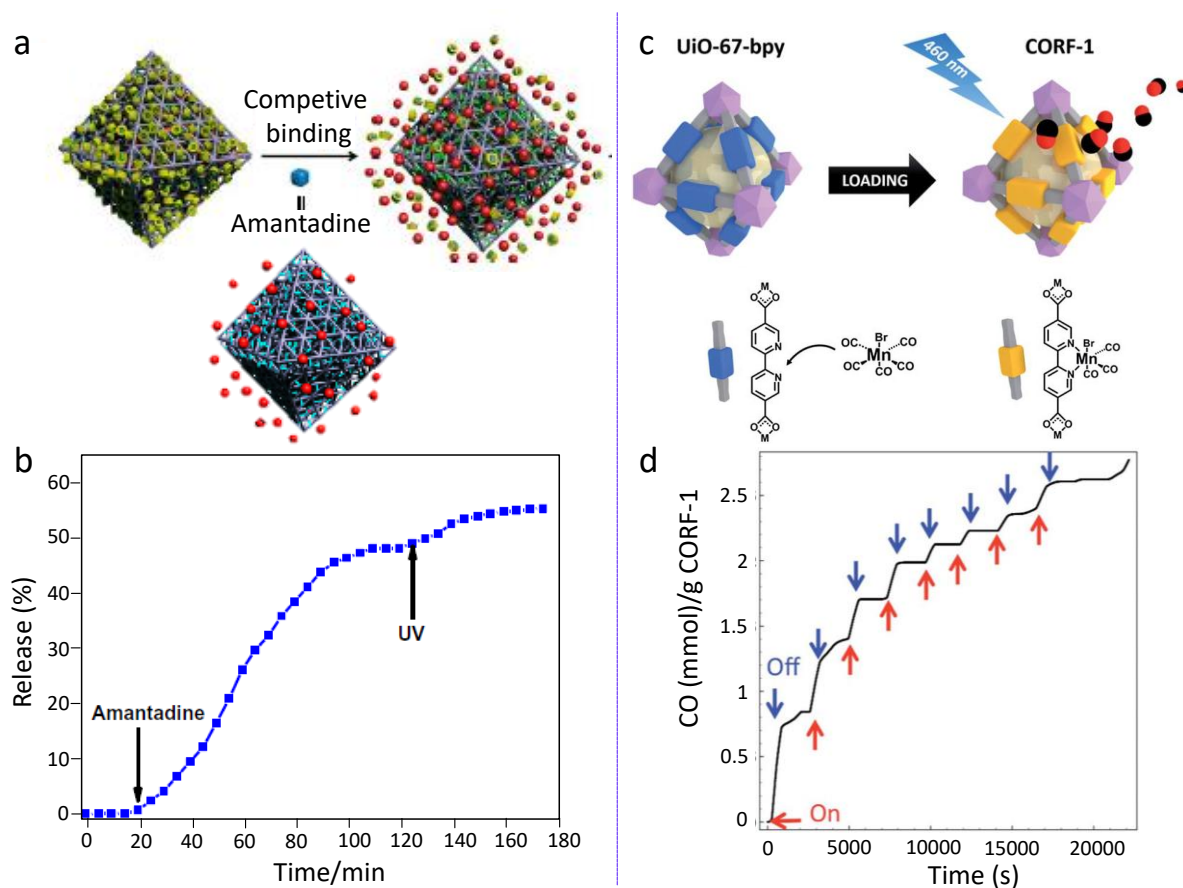 a
Competive
binding
Amantadine
b
Release (%)
60
50
40
30
20
10
0
Amantadine
UV
0 20 40 60 80 100 120 140 160 180
Time/min
c
UiO-67-bpy
CORF-1
460 nm
LOADING
M
O O
N
N
O O
M
Br
OC CO
Mn
OC CO
CO
M
O O
Br
N CO
Mn
N CO
CO
O O
M
d
CO (mmol)/g CORF-1
2.5
2
1.5
1
0.5
0
Off
On
0 5000 10000 15000 20000
Time (s)